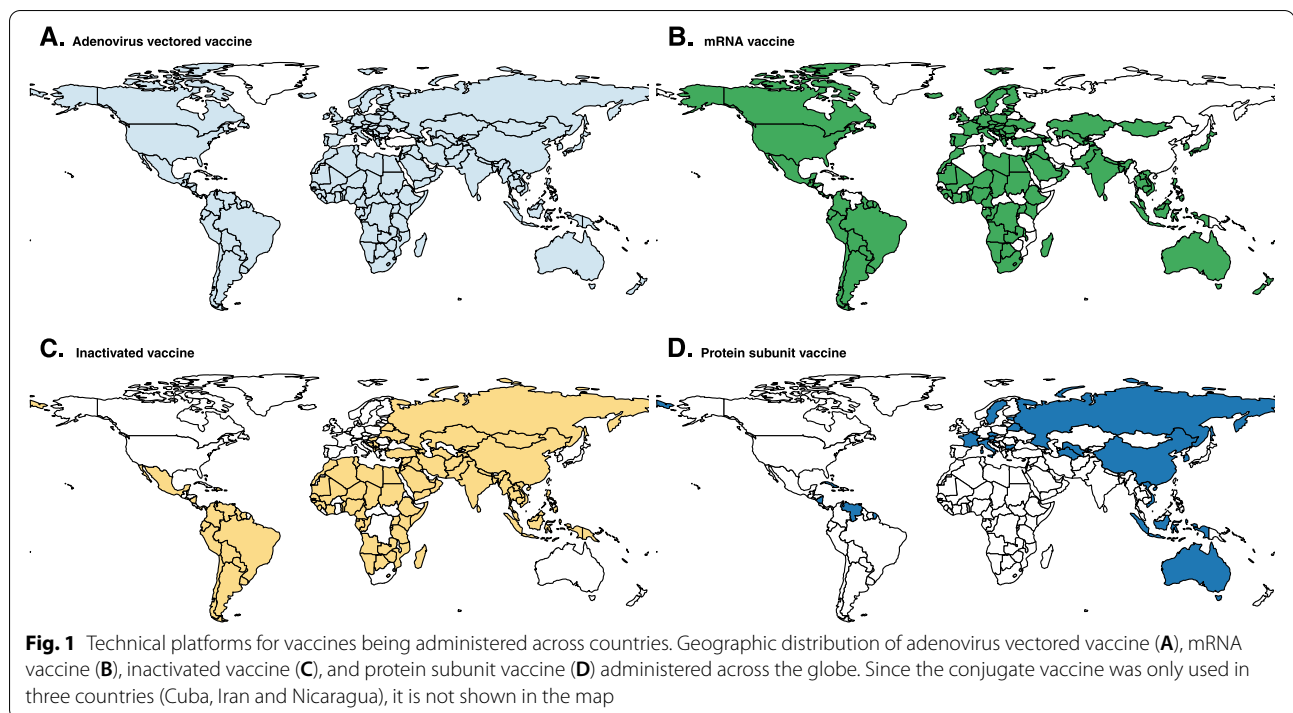 A. Adenovirus vectored vaccine
B. mRNA vaccine
C. Inactivated vaccine
D. Protein subunit vaccine
Fig. 1 Technical platforms for vaccines being administered across countries. Geographic distribution of adenovirus vectored vaccine (A), mRNA
vaccine (B), inactivated vaccine (C), and protein subunit vaccine (D) administered across the globe. Since the conjugate vaccine was only used in
three countries (Cuba, Iran and Nicaragua), it is not shown in the map